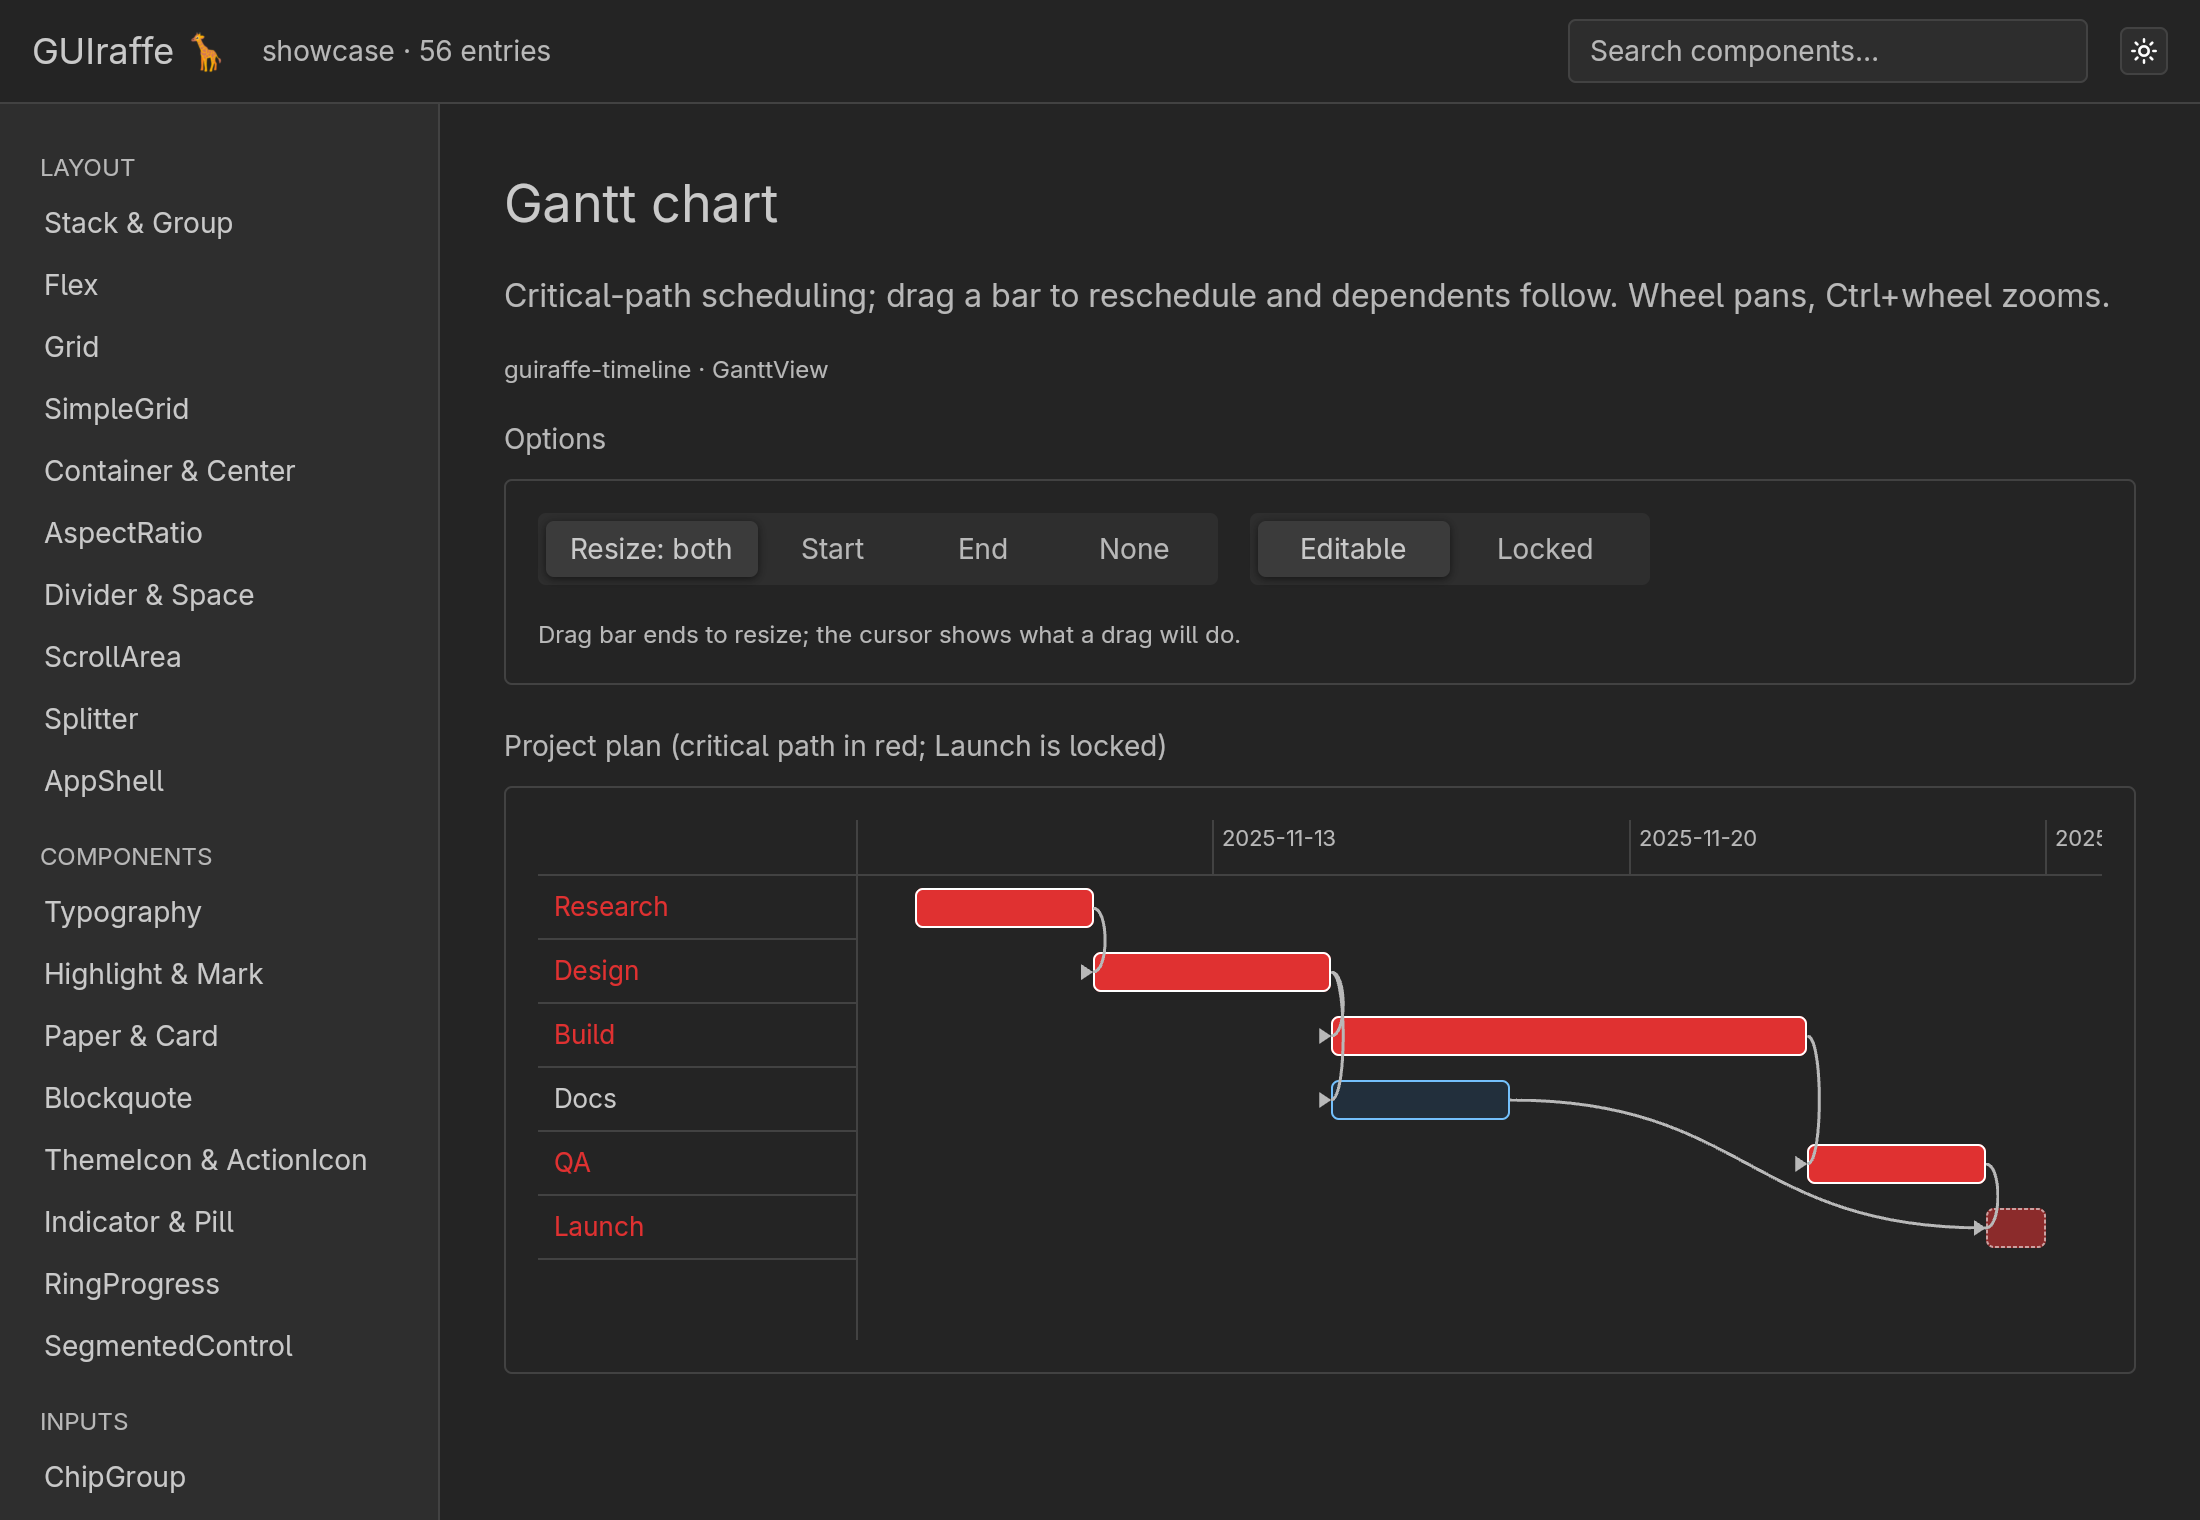 GUIraffe 🦒 showcase · 56 entries Search components...
LAYOUT
Stack & Group
Flex
Grid
SimpleGrid
Container & Center
AspectRatio
Divider & Space
ScrollArea
Splitter
AppShell
COMPONENTS
Typography
Highlight & Mark
Paper & Card
Blockquote
ThemeIcon & ActionIcon
Indicator & Pill
RingProgress
SegmentedControl
INPUTS
ChipGroup
Gantt chart
Critical-path scheduling; drag a bar to reschedule and dependents follow. Wheel pans, Ctrl+wheel zooms.
guiraffe-timeline · GanttView
Options
Resize: both Start End None Editable Locked
Drag bar ends to resize; the cursor shows what a drag will do.
Project plan (critical path in red; Launch is locked)
2025-11-13 2025-11-20 2025
Research
Design
Build
Docs
QA
Launch